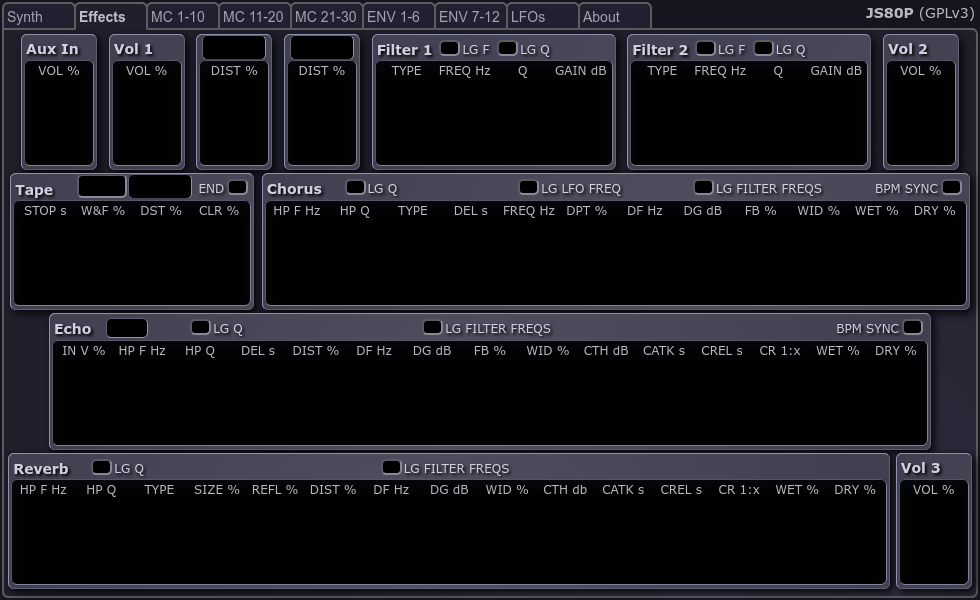 Synth Effects MC 1-10 MC 11-20 MC 21-30 ENV 1-6 ENV 7-12 LFOs About JS80P (GPLv3)
Aux In Vol 1 Filter 1 LG F LG Q Filter 2 LG F LG Q Vol 2
VOL % VOL % DIST % DIST % TYPE FREQ Hz Q GAIN dB TYPE FREQ Hz Q GAIN dB VOL %
Tape END Chorus LG Q LG LFO FREQ LG FILTER FREQS BPM SYNC
STOP s W&F % DST % CLR % HP F Hz HP Q TYPE DEL s FREQ Hz DPT % DF Hz DG dB FB % WID % WET % DRY %
Echo LG Q LG FILTER FREQS BPM SYNC
IN V % HP F Hz HP Q DEL s DIST % DF Hz DG dB FB % WID % CTH dB CATK s CREL s CR 1:x WET % DRY %
Reverb LG Q LG FILTER FREQS Vol 3
HP F Hz HP Q TYPE SIZE % REFL % DIST % DF Hz DG dB WID % CTH db CATK s CREL s CR 1:x WET % DRY % VOL %